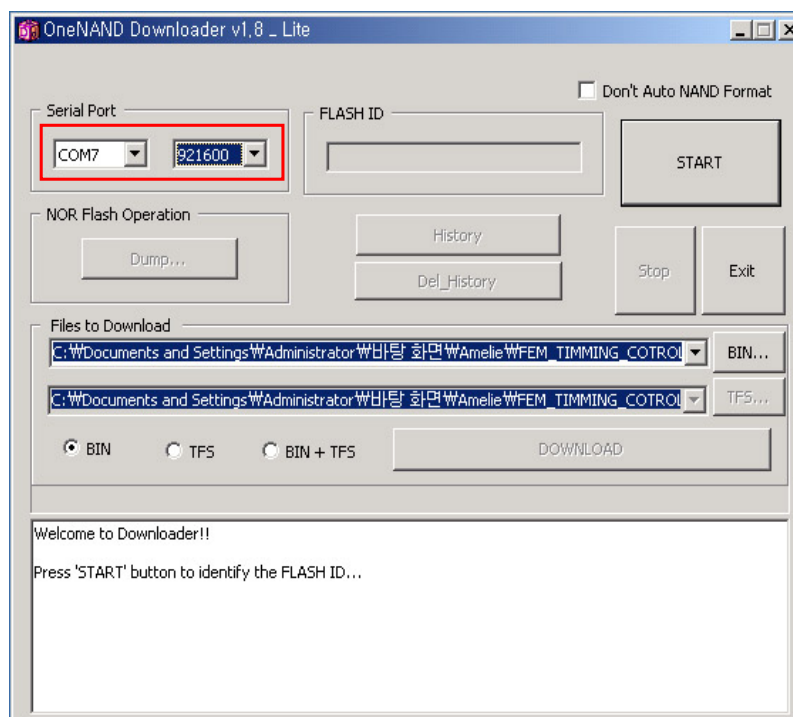 OneNAND Downloader v1,8 _ Lite
Don't Auto NAND Format
Serial Port
FLASH ID
COM7
921600
START
NOR Flash Operation
Dump...
History
Del_History
Stop
Exit
Files to Download
C:₩Documents and Settings₩Administrator₩바탕 화면₩Amelie₩FEM_TIMMING_COTROL
BIN...
C:₩Documents and Settings₩Administrator₩바탕 화면₩Amelie₩FEM_TIMMING_COTROL
TFS...
BIN
TFS
BIN + TFS
DOWNLOAD
Welcome to Downloader!!
Press 'START' button to identify the FLASH ID...